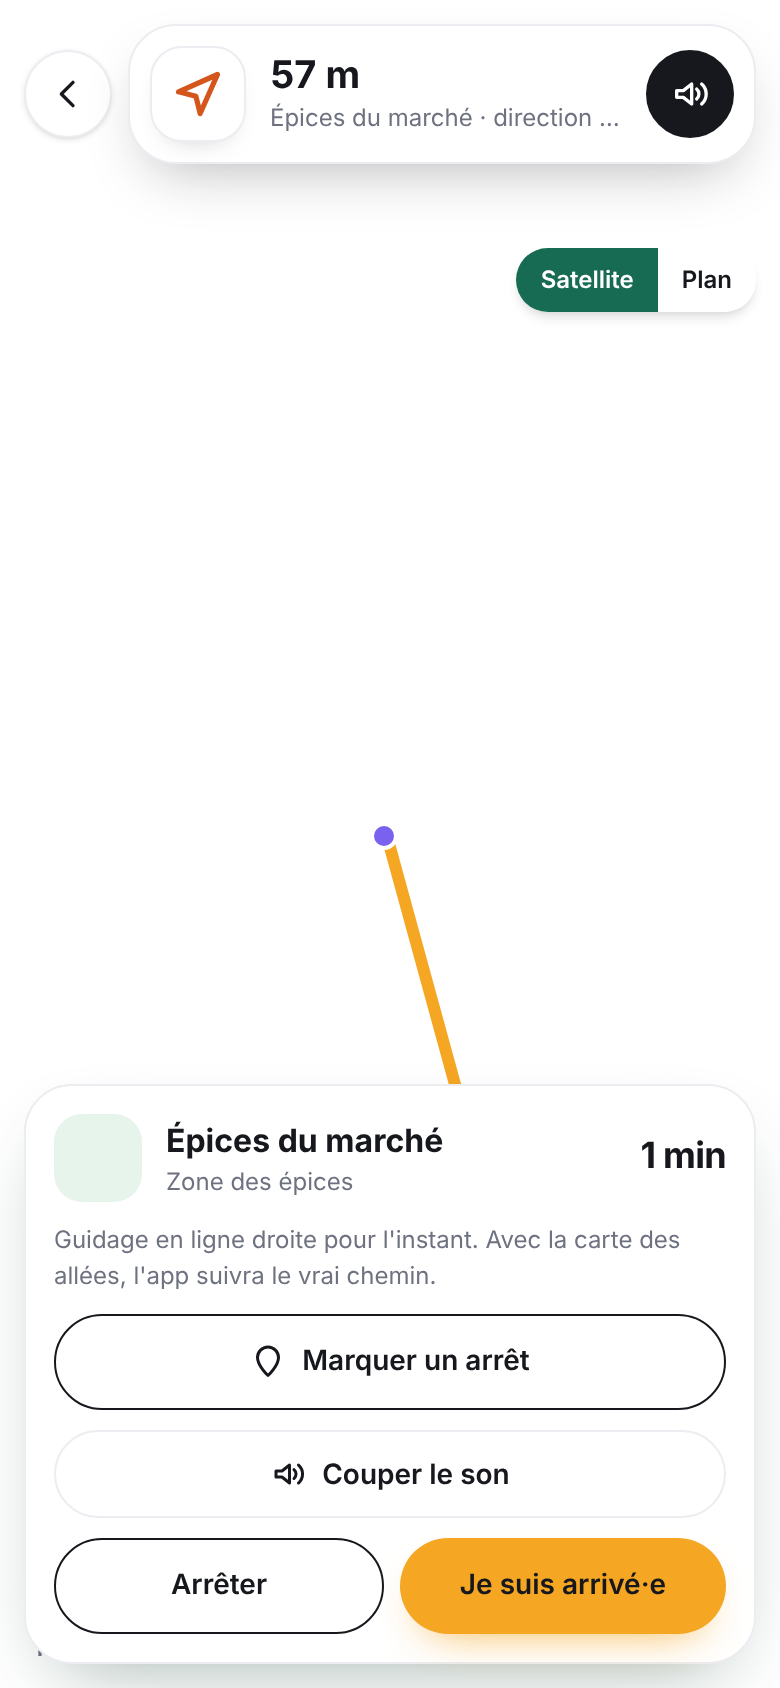 57 m
Épices du marché · direction ...
Satellite
Plan
Épices du marché
Zone des épices
1 min
Guidage en ligne droite pour l'instant. Avec la carte des
allées, l'app suivra le vrai chemin.
Marquer un arrêt
Couper le son
Arrêter
Je suis arrivé·e